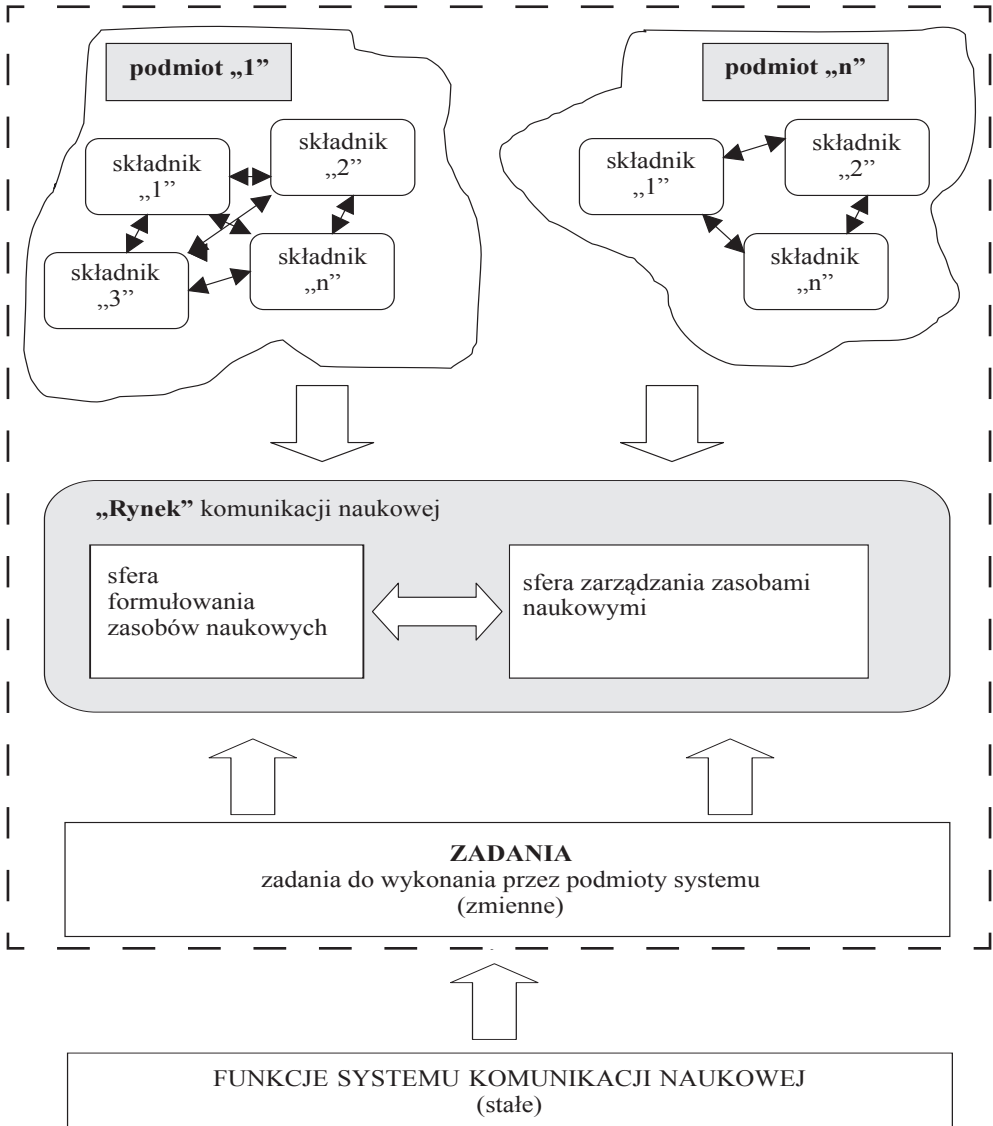 podmiot „1”
składnik
„1”
składnik
„2”
składnik
„3”
składnik
„n”
podmiot „n”
składnik
„1”
składnik
„2”
składnik
„n”
„Rynek” komunikacji naukowej
sfera
formułowania
zasobów naukowych
sfera zarządzania zasobami
naukowymi
ZADANIA
zadania do wykonania przez podmioty systemu
(zmienne)
FUNKCJE SYSTEMU KOMUNIKACJI NAUKOWEJ
(stałe)